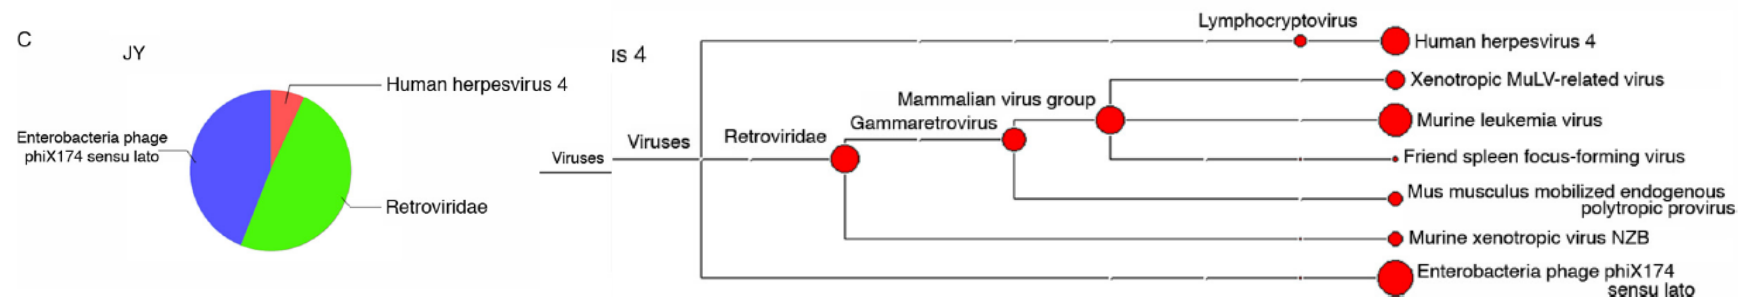 C
JY
Human herpesvirus 4
Enterobacteria phage
phiX174 sensu lato
Retroviridae
Viruses
us 4
Viruses
Retroviridae
Gammaretrovirus
Mammalian virus group
Lymphocryptovirus
Human herpesvirus 4
Xenotropic MuLV-related virus
Murine leukemia virus
Friend spleen focus-forming virus
Mus musculus mobilized endogenous
polytropic provirus
Murine xenotropic virus NZB
Enterobacteria phage phiX174
sensu lato